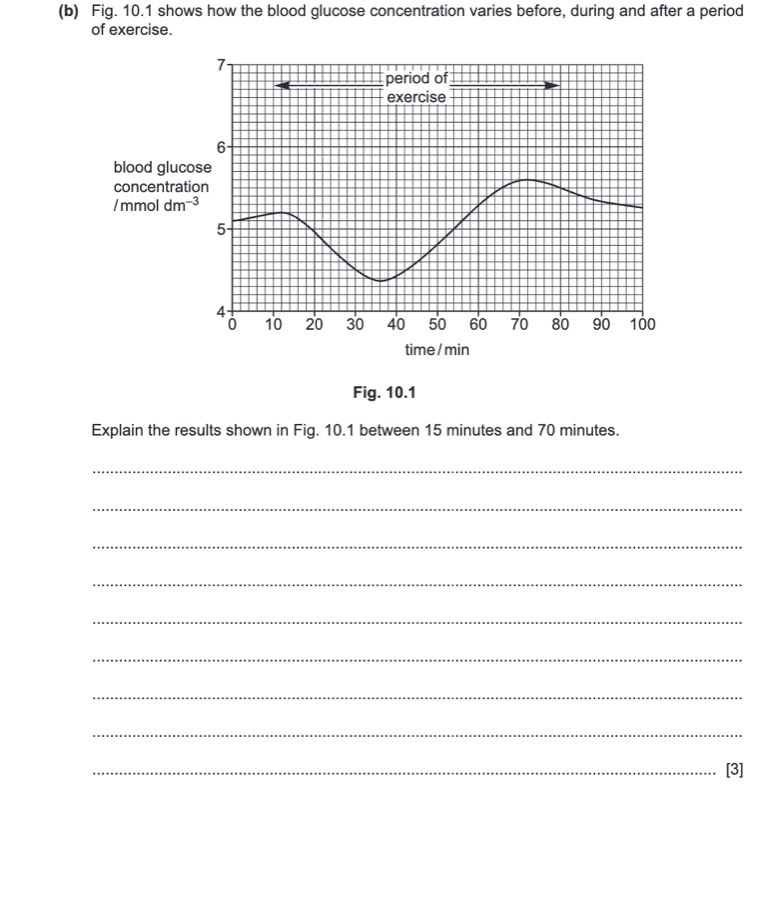 (b) Fig. 10.1 shows how the blood glucose concentration varies before, during and after a period
of exercise.
7
period of
exercise
6
blood glucose
concentration
/mmol dm–3
5
4
0 10 20 30 40 50 60 70 80 90 100
time/min
Fig. 10.1
Explain the results shown in Fig. 10.1 between 15 minutes and 70 minutes.
[3]